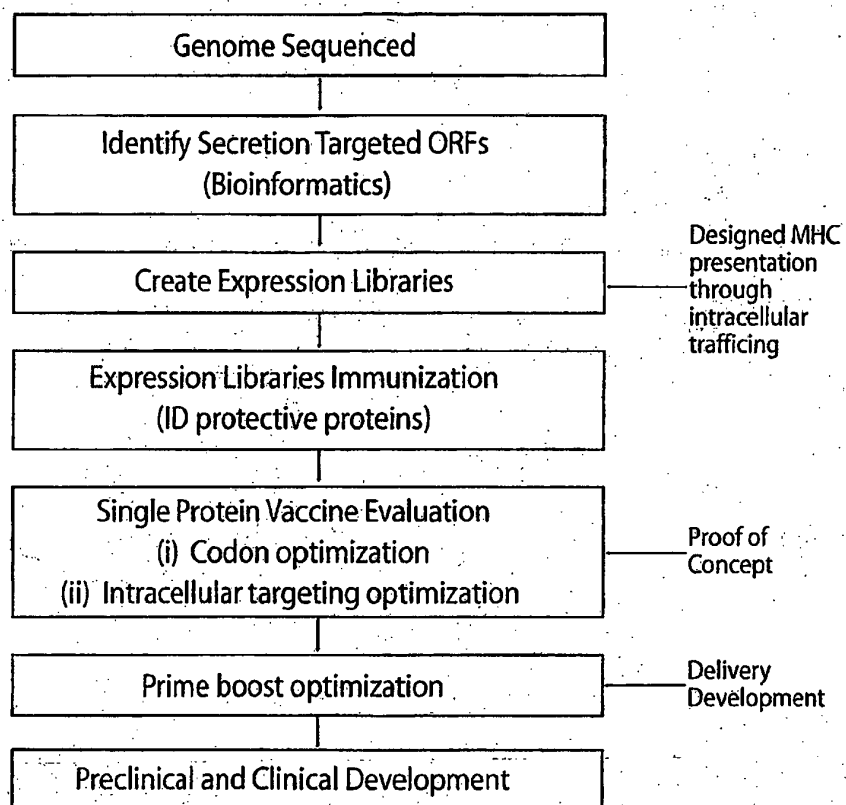 Genome Sequenced
Identify Secretion Targeted ORFs
(Bioinformatics)
Create Expression Libraries
Designed MHC
presentation
through
intracellular
trafficing
Expression Libraries Immunization
(ID protective proteins)
Single Protein Vaccine Evaluation
(i) Codon optimization
(ii) Intracellular targeting optimization
Proof of
Concept
Prime boost optimization
Delivery
Development
Preclinical and Clinical Development